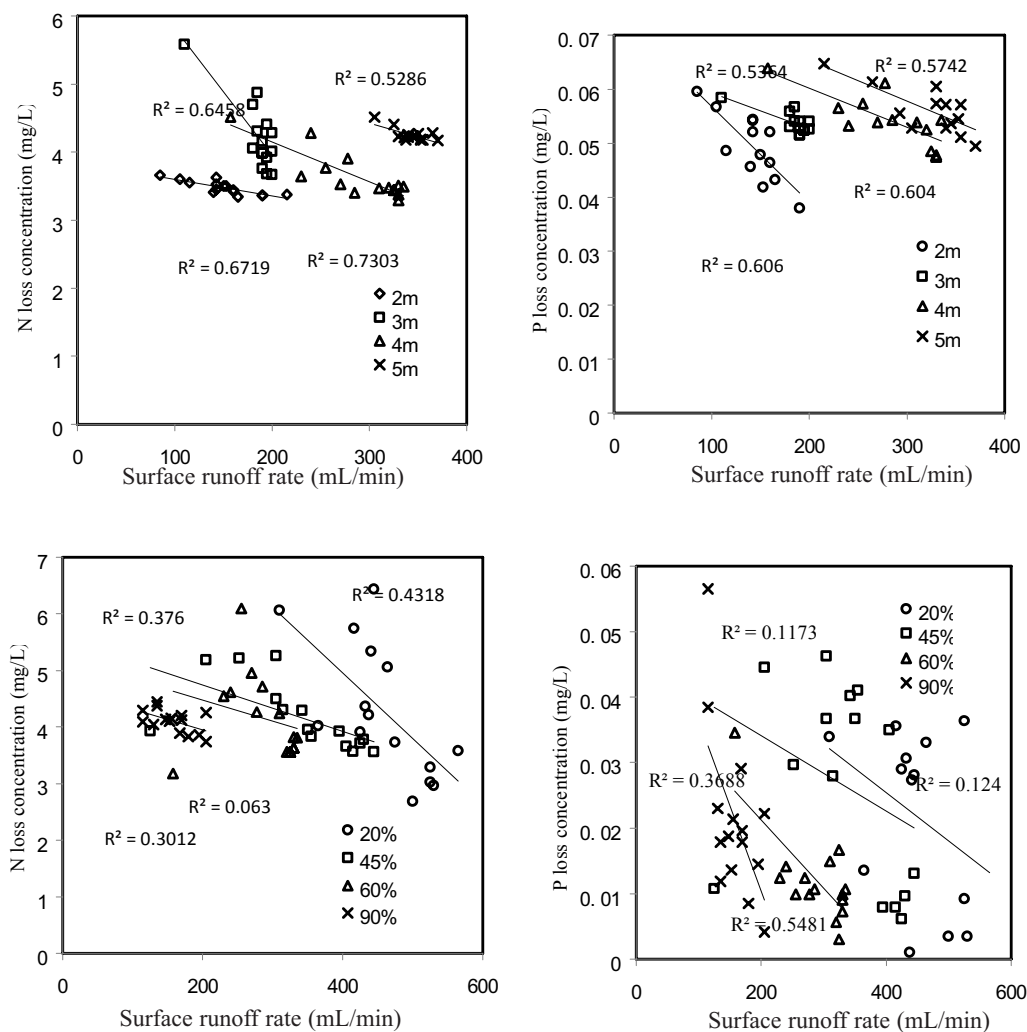 6
5
4
3
2
1
0
N loss concentration (mg/L)
R² = 0.5286
R² = 0.6458
R² = 0.6719
R² = 0.7303
2m
3m
4m
5m
0 100 200 300 400
Surface runoff rate (mL/min)
0. 07
0. 06
0. 05
0. 04
0. 03
0. 02
0.01
0
P loss concentration (mg/L)
R² = 0.5364
R² = 0.5742
R² = 0.604
R² = 0.606
2m
3m
4m
5m
0 100 200 300 400
Surface runoff rate (mL/min)
7
6
5
4
3
2
1
0
N loss concentration (mg/L)
R² = 0.376
R² = 0.4318
R² = 0.063
R² = 0.3012
20%
45%
60%
90%
0 200 400 600
Surface runoff rate (mL/min)
0. 06
0. 05
0. 04
0. 03
0. 02
0. 01
0.00
P loss concentration (mg/L)
R² = 0.1173
R² = 0.3688
R² = 0.124
R² = 0.5481
20%
45%
60%
90%
0 200 400 600
Surface runoff rate (mL/min)